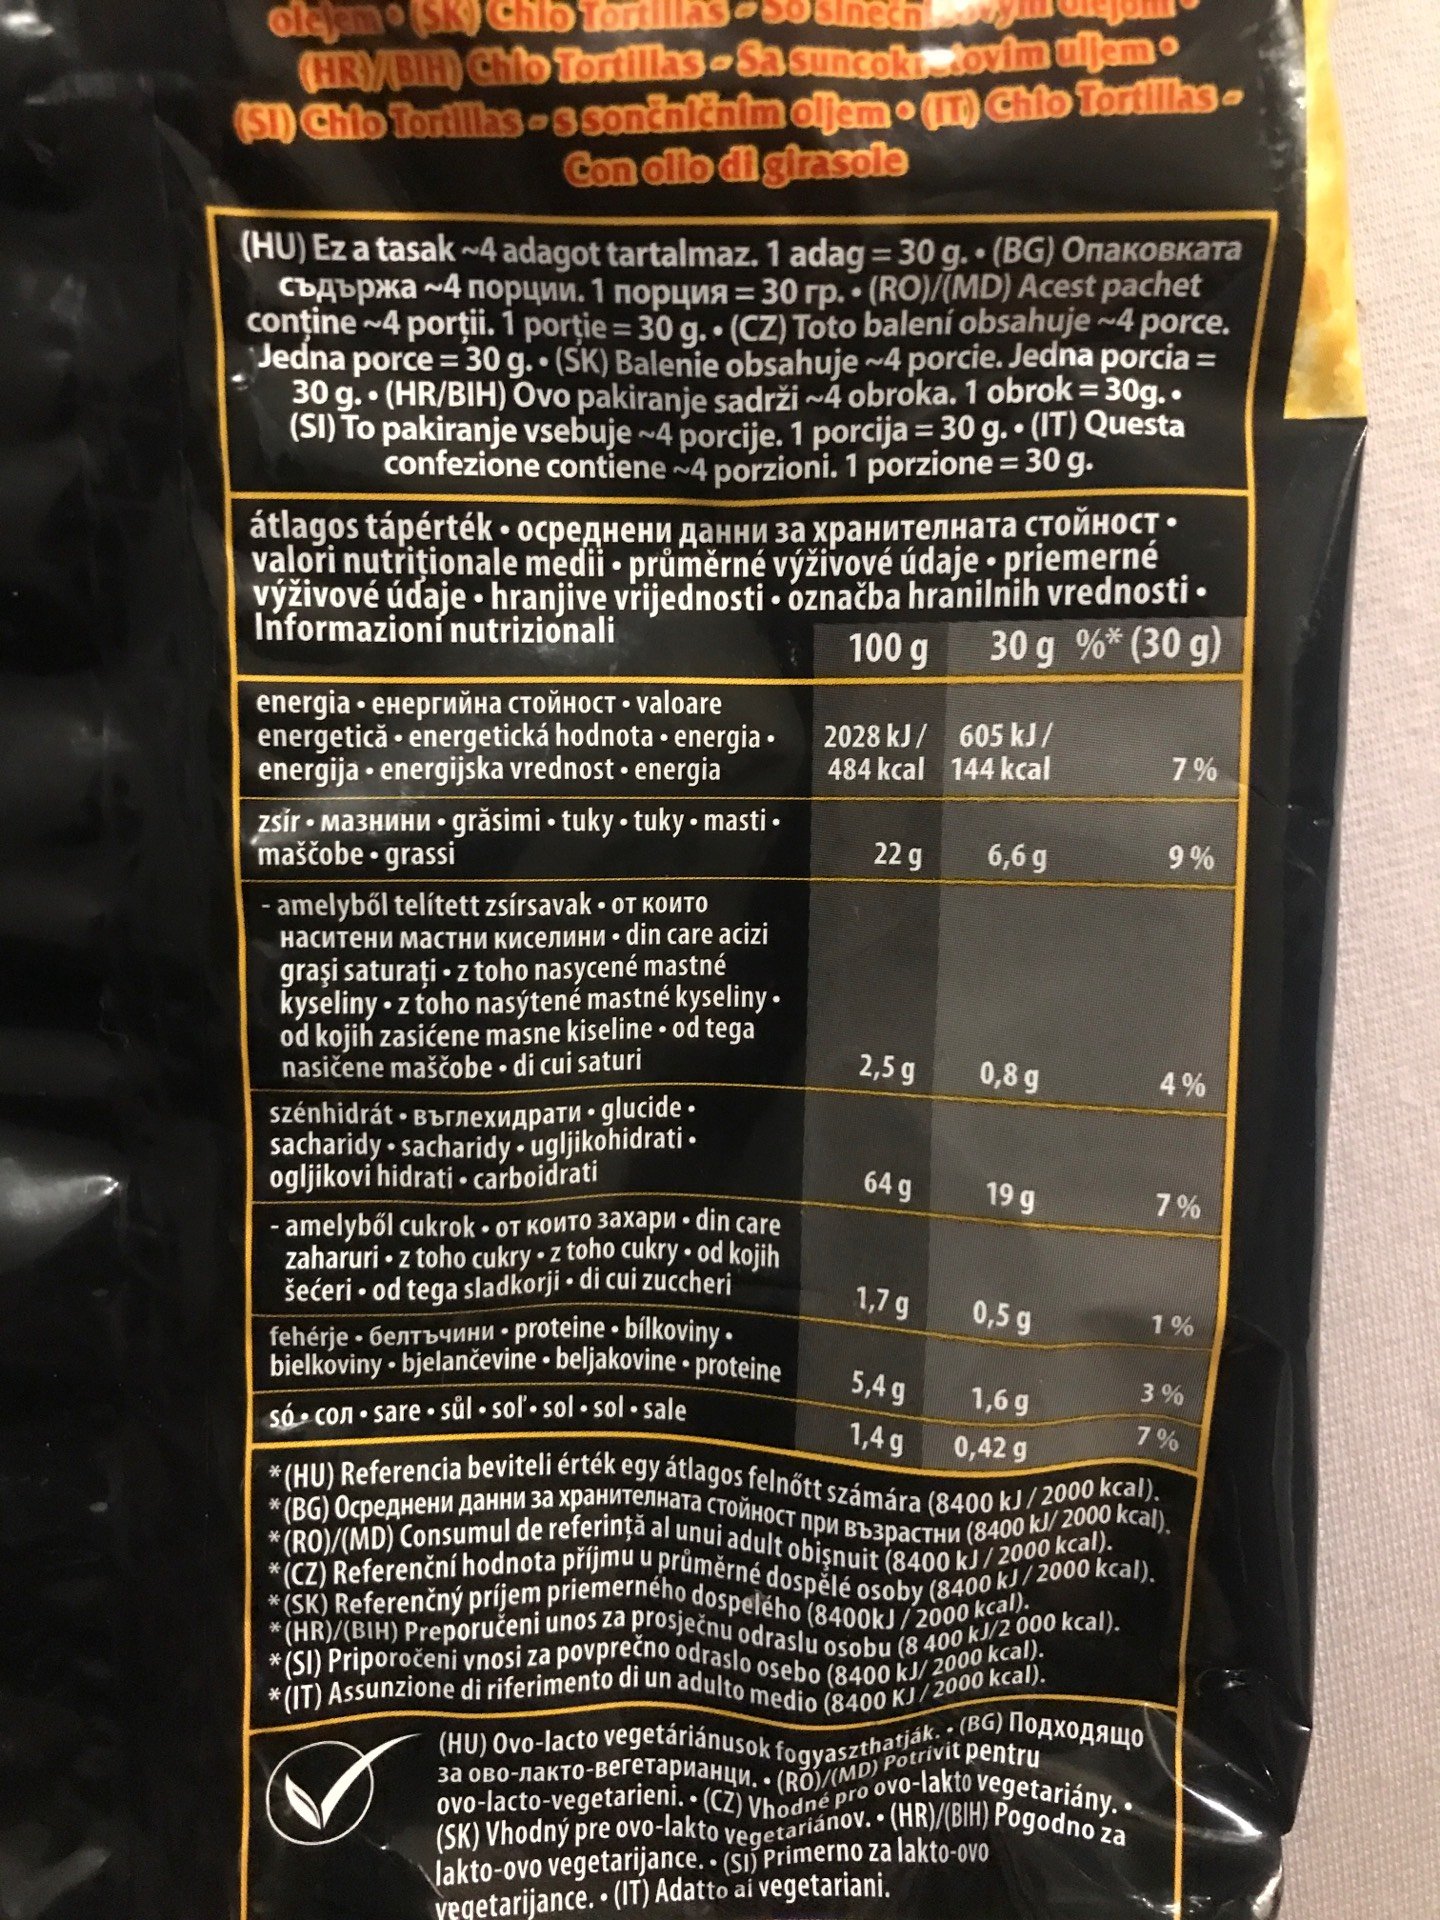 olejem • (SK) Chio Tortillas - So
(HR)/(BIH) Chio Tortillas - Sa uljem •
(SI) Chio Tortillas - s sončničnim oljem • (IT) Chio Tortillas -
Con olio di girasole
(HU) Ez a tasak ~4 adagot tartalmaz. 1 adag = 30 g. • (BG) Опаковката
съдържа ~4 порции. 1 порция = 30 гр. • (RO)/(MD) Acest pachet
conține ~4 porții. 1 porție = 30 g. • (CZ) Toto balení obsahuje ~4 porce.
Jedna porce = 30 g. • (SK) Balenie obsahuje ~4 porcie. Jedna porcia =
30 g. • (HR/BIH) Ovo pakiranje sadrži ~4 obroka. 1 obrok = 30g. •
(SI) To pakiranje vsebuje ~4 porcije. 1 porcija = 30 g. • (IT) Questa
confezione contiene ~4 porzioni. 1 porzione = 30 g.
átlagos tápérték • осреднени данни за хранителната стойност •
valori nutriționale medii • průměrné výživové údaje • priemerné
výživové údaje • hranjive vrijednosti • označba hranilnih vrednosti •
Informazioni nutrizionali
100 g 30 g %* (30 g)
energia • енергийна стойност • valoare
energetică • energetická hodnota • energia •
energija • energijska vrednost • energia
2028 kJ / 605 kJ /
484 kcal 144 kcal 7 %
zsír • мазнини • grăsimi • tuky • tuky • masti •
maščobe • grassi
22 g 6,6 g 9 %
- amelyből telített zsírsavak • от които
наситени мастни киселини • din care acizi
grași saturați • z toho nasycené mastné
kyseliny • z toho nasýtené mastné kyseliny •
od kojih zasićene masne kiseline • od tega
nasičene maščobe • di cui saturi
2,5 g 0,8 g 4 %
szénhidrát • въглехидрати • glucide •
sacharidy • sacharidy • ugljikohidrati •
ogljikovi hidrati • carboidrati
64 g 19 g 7 %
- amelyből cukrok • от които захари • din care
zaharuri • z toho cukry • z toho cukry • od kojih
šećeri • od tega sladkorji • di cui zuccheri
1,7 g 0,5 g 1 %
fehérje • белтъчини • proteine • bílkoviny •
bielkoviny • bjelančevine • beljakovine • proteine
5,4 g 1,6 g 3 %
só • сол • sare • sůl • soľ • sol • sol • sale
1,4 g 0,42 g 7 %
*(HU) Referencia beviteli érték egy átlagos felnőtt számára (8400 kJ / 2000 kcal).
*(BG) Осреднени данни за хранителната стойност при възрастни (8400 kJ/ 2000 kcal).
*(RO)/(MD) Consumul de referință al unui adult obișnuit (8400 kJ / 2000 kcal).
*(CZ) Referenční hodnota příjmu u průměrné dospělé osoby (8400 kJ / 2000 kcal).
*(SK) Referenčný príjem priemerného dospelého (8400kJ / 2000 kcal).
*(HR)/(BIH) Preporučeni unos za prosječnu odraslu osobu (8 400 kJ/2 000 kcal).
*(SI) Priporočeni vnosi za povprečno odraslo osebo (8400 kJ/ 2000 kcal).
*(IT) Assunzione di riferimento di un adulto medio (8400 KJ / 2000 kcal).
(HU) Ovo-lacto vegetáriánusok fogyaszthatják. • (BG) Подходящо
за ово-лакто-вегетарианци. • (RO)/(MD) Potrivit pentru
ovo-lacto-vegetarieni. • (CZ) Vhodné pro ovo-lakto vegetariány. •
(SK) Vhodný pre ovo-lakto vegetariánov. • (HR)/(BIH) Pogodno za
lakto-ovo vegetarijance. • (SI) Primerno za lakto-ovo
vegetarijance. • (IT) Adatto ai vegetariani.